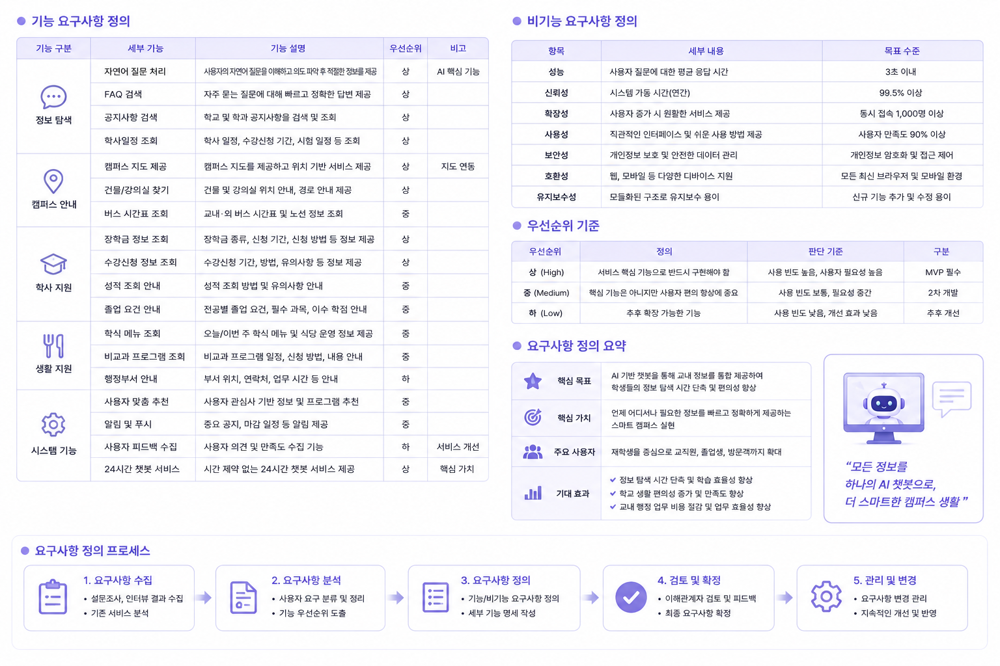 기능 요구사항 정의
기능 구분 세부 기능 기능 설명 우선순위 비고
정보 탐색
자연어 질문 처리 사용자의 자연어 질문을 이해하고 의도 파악 후 적절한 정보를 제공 상 AI 핵심 기능
FAQ 검색 자주 묻는 질문에 대해 빠르고 정확한 답변 제공 상
공지사항 검색 학교 및 학과 공지사항을 검색 및 조회 상
학사일정 조회 학사 일정, 수강신청 기간, 시험 일정 등 조회 상
캠퍼스 안내
캠퍼스 지도 제공 캠퍼스 지도를 제공하고 위치 기반 서비스 제공 상 지도 연동
건물/강의실 찾기 건물 및 강의실 위치 안내, 경로 안내 제공 상
버스 시간표 조회 교내·외 버스 시간표 및 노선 정보 조회 중
학사 지원
장학금 정보 조회 장학금 종류, 신청 기간, 신청 방법 등 정보 제공 상
수강신청 정보 조회 수강신청 기간, 방법, 유의사항 등 정보 제공 상
성적 조회 안내 성적 조회 방법 및 유의사항 안내 중
졸업 요건 안내 전공별 졸업 요건, 필수 과목, 이수 학점 안내 중
생활 지원
학식 메뉴 조회 오늘/이번 주 학식 메뉴 및 식당 운영 정보 제공 중
비교과 프로그램 조회 비교과 프로그램 일정, 신청 방법, 내용 안내 중
행정부서 안내 부서 위치, 연락처, 업무 시간 등 안내 하
시스템 기능
사용자 맞춤 추천 사용자 관심사 기반 정보 및 프로그램 추천 중
알림 및 푸시 중요 공지, 마감 일정 등 알림 제공 중
사용자 피드백 수집 사용자 의견 및 만족도 수집 기능 하 서비스 개선
24시간 챗봇 서비스 시간 제약 없는 24시간 챗봇 서비스 제공 상 핵심 가치
비기능 요구사항 정의
항목 세부 내용 목표 수준
성능 사용자 질문에 대한 평균 응답 시간 3초 이내
신뢰성 시스템 가동 시간(연간) 99.5% 이상
확장성 사용자 증가 시 원활한 서비스 제공 동시 접속 1,000명 이상
사용성 직관적인 인터페이스 및 쉬운 사용 방법 제공 사용자 만족도 90% 이상
보안성 개인정보 보호 및 안전한 데이터 관리 개인정보 암호화 및 접근 제어
호환성 웹, 모바일 등 다양한 디바이스 지원 모든 최신 브라우저 및 모바일 환경
유지보수성 모듈화된 구조로 유지보수 용이 신규 기능 추가 및 수정 용이
우선순위 기준
우선순위 정의 판단 기준 구분
상 (High) 서비스 핵심 기능으로 반드시 구현해야 함 사용 빈도 높음, 사용자 필요성 높음 MVP 필수
중 (Medium) 핵심 기능은 아니지만 사용자 편의 향상에 중요 사용 빈도 보통, 필요성 중간 2차 개발
하 (Low) 추후 확장 가능한 기능 사용 빈도 낮음, 개선 효과 낮음 추후 개선
요구사항 정의 요약
핵심 목표
AI 기반 챗봇을 통해 교내 정보를 통합 제공하여
학생들의 정보 탐색 시간 단축 및 편의성 향상
핵심 가치
언제 어디서나 필요한 정보를 빠르고 정확하게 제공하는
스마트 캠퍼스 실현
주요 사용자 재학생을 중심으로 교직원, 졸업생, 방문객까지 확대
기대 효과
✔ 정보 탐색 시간 단축 및 학습 효율성 향상
✔ 학교 생활 편의성 증가 및 만족도 향상
✔ 교내 행정 업무 비용 절감 및 업무 효율성 향상
“모든 정보를
하나의 AI 챗봇으로,
더 스마트한 캠퍼스 생활”
요구사항 정의 프로세스
1. 요구사항 수집
• 설문조사, 인터뷰 결과 수집
• 기존 서비스 분석
2. 요구사항 분석
• 사용자 요구 분류 및 정리
• 기능 우선순위 도출
3. 요구사항 정의
• 기능/비기능 요구사항 정의
• 세부 기능 명세 작성
4. 검토 및 확정
• 이해관계자 검토 및 피드백
• 최종 요구사항 확정
5. 관리 및 변경
• 요구사항 변경 관리
• 지속적인 개선 및 반영